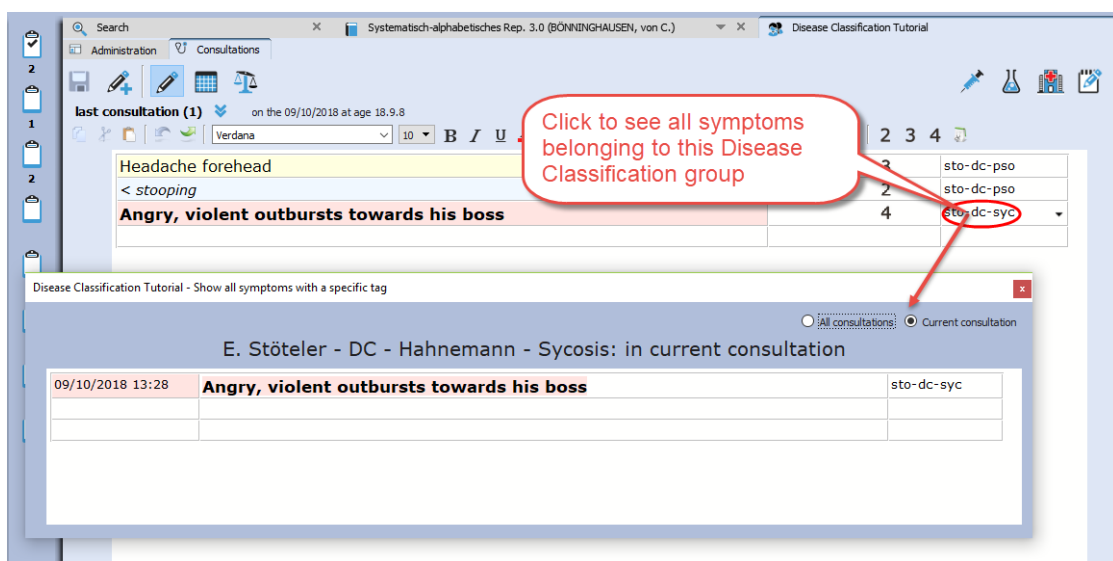 Search
Systematisch-alphabetisches Rep. 3.0 (BÖNNINGHAUSEN, von C.)
Disease Classification Tutorial
Administration
Consultations
2
1
2
last consultation (1) on the 09/10/2018 at age 18.9.8
Verdana 10 B I U 2 3 4
Click to see all symptoms
belonging to this Disease
Classification group
Headache forehead 3 sto-dc-pso
< stooping 2 sto-dc-pso
Angry, violent outbursts towards his boss 4 sto-dc-syc
Disease Classification Tutorial - Show all symptoms with a specific tag x
All consultations Current consultation
E. Stöteler - DC - Hahnemann - Sycosis: in current consultation
09/10/2018 13:28 Angry, violent outbursts towards his boss sto-dc-syc